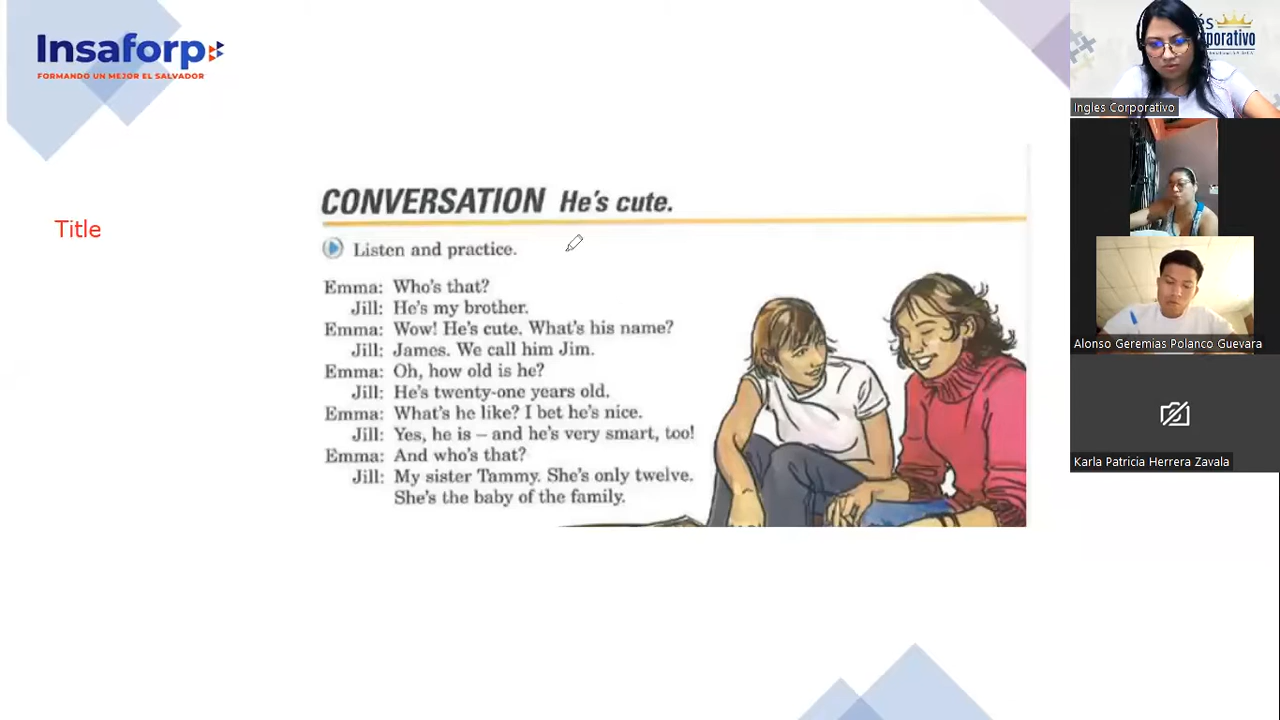 Insaforp
FORMANDO UN MEJOR EL SALVADOR
Title
CONVERSATION He's cute.
Listen and practice.
Emma: Who's that?
Jill: He's my brother.
Emma: Wow! He's cute. What's his name?
Jill: James. We call him Jim.
Emma: Oh, how old is he?
Jill: He's twenty-one years old.
Emma: What's he like? I bet he's nice.
Jill: Yes, he is – and he's very smart, too!
Emma: And who's that?
Jill: My sister Tammy. She's only twelve.
She's the baby of the family.
Ingles Corporativo
Alonso Geremias Polanco Guevara
Karla Patricia Herrera Zavala